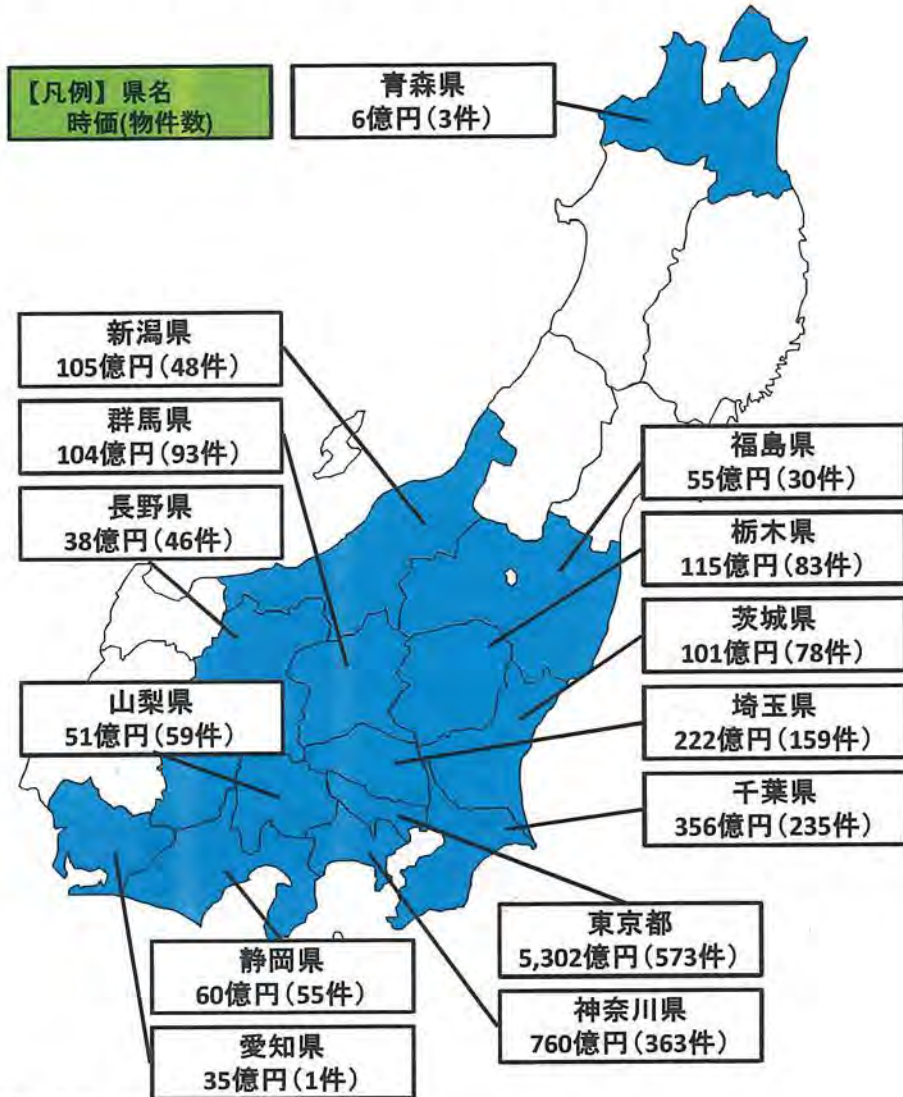 【凡例】県名
時価(物件数)
青森県
6億円(3件)
新潟県
105億円(48件)
群馬県
104億円(93件)
長野県
38億円(46件)
福島県
55億円(30件)
栃木県
115億円(83件)
茨城県
101億円(78件)
山梨県
51億円(59件)
埼玉県
222億円(159件)
千葉県
356億円(235件)
東京都
5,302億円(573件)
静岡県
60億円(55件)
神奈川県
760億円(363件)
愛知県
35億円(1件)